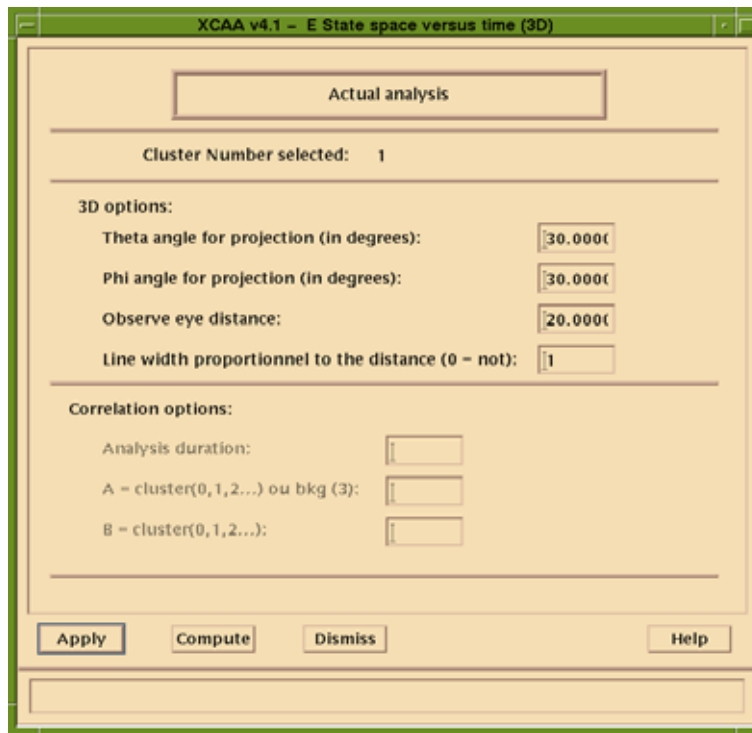 XCAA v4.1 – E State space versus time (3D)
Actual analysis
Cluster Number selected: 1
3D options:
Theta angle for projection (in degrees): 30.000(
Phi angle for projection (in degrees): 30.000(
Observe eye distance: 20.000(
Line width proportionnel to the distance (0 – not): 1
Correlation options:
Analysis duration:
A – cluster(0,1,2...) ou bkg (3):
B – cluster(0,1,2...):
Apply Compute Dismiss Help